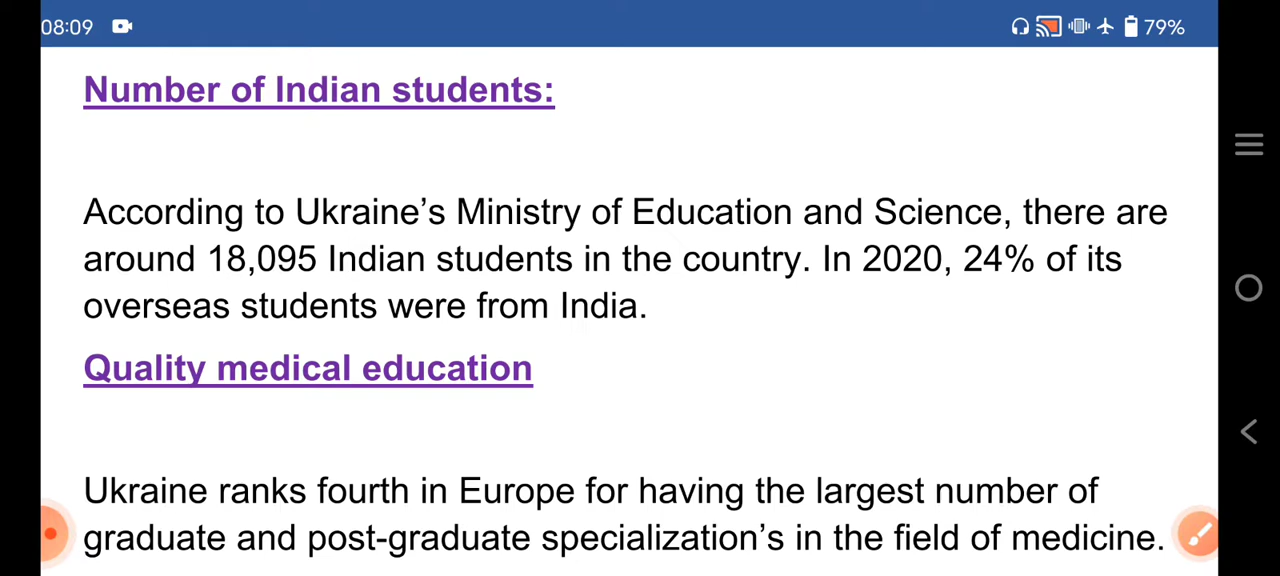 08:09 79%
Number of Indian students:
According to Ukraine’s Ministry of Education and Science, there are
around 18,095 Indian students in the country. In 2020, 24% of its
overseas students were from India.
Quality medical education
Ukraine ranks fourth in Europe for having the largest number of
graduate and post-graduate specialization’s in the field of medicine.